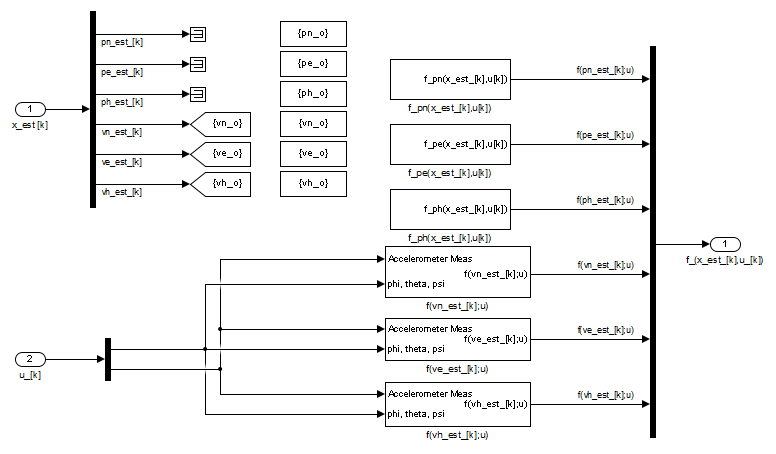 1
x_est [k]
pn_est_[k]
pe_est_[k]
ph_est_[k]
vn_est_[k]
ve_est_[k]
vh_est_[k]
{vn_o}
{ve_o}
{vh_o}
{pn_o}
{pe_o}
{ph_o}
{vn_o}
{ve_o}
{vh_o}
f_pn(x_est_[k],u[k])
f_pn(x_est_[k],u[k])
f(pn_est_[k];u)
f_pe(x_est_[k],u[k])
f_pe(x_est_[k],u[k])
f(pe_est_[k];u)
f_ph(x_est_[k],u[k])
f_ph(x_est_[k],u[k])
f(ph_est_[k];u)
Accelerometer Meas
f(vn_est_[k];u)
phi, theta, psi
f(vn_est_[k];u)
f(vn_est_[k];u)
Accelerometer Meas
f(ve_est_[k];u)
phi, theta, psi
f(ve_est_[k];u)
f(ve_est_[k];u)
Accelerometer Meas
f(vh_est_[k];u)
phi, theta, psi
f(vh_est_[k];u)
f(vh_est_[k];u)
2
u_[k]
1
f_(x_est_[k],u_[k])